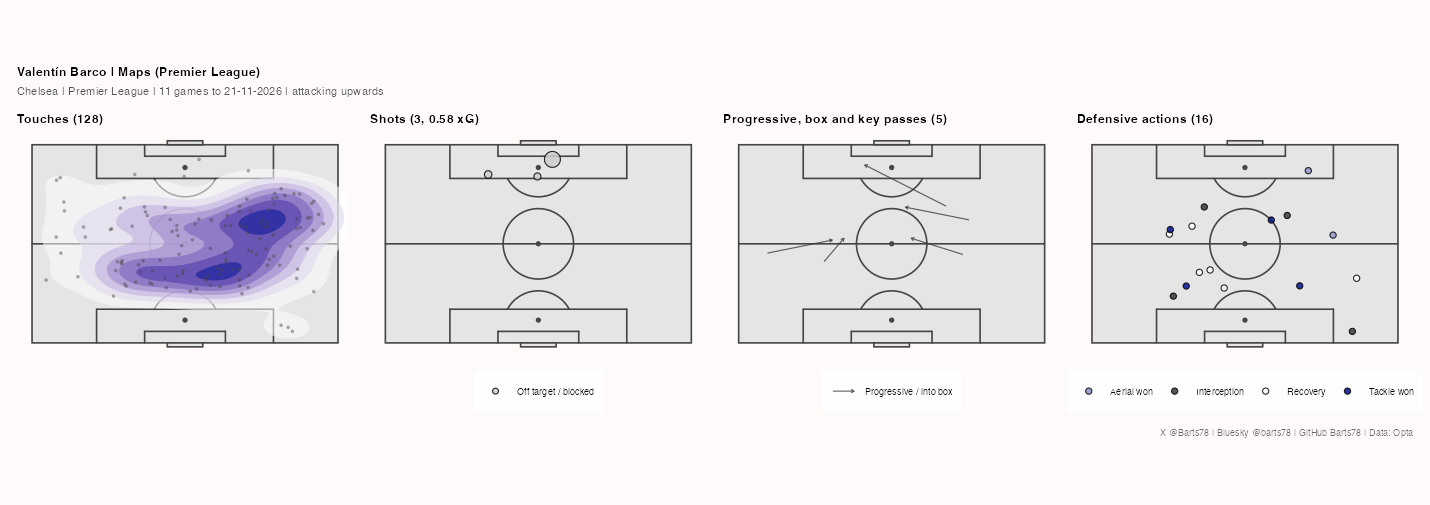 Valentín Barco | Maps (Premier League)
Chelsea | Premier League | 11 games to 21-11-2026 | attacking upwards
Touches (128)
Shots (3, 0.58 xG)
Progressive, box and key passes (5)
Defensive actions (16)
Off target / blocked
Progressive / into box
Aerial won
Interception
Recovery
Tackle won
X @Barts78 | Bluesky @barts78 | GitHub Barts78 | Data: Opta